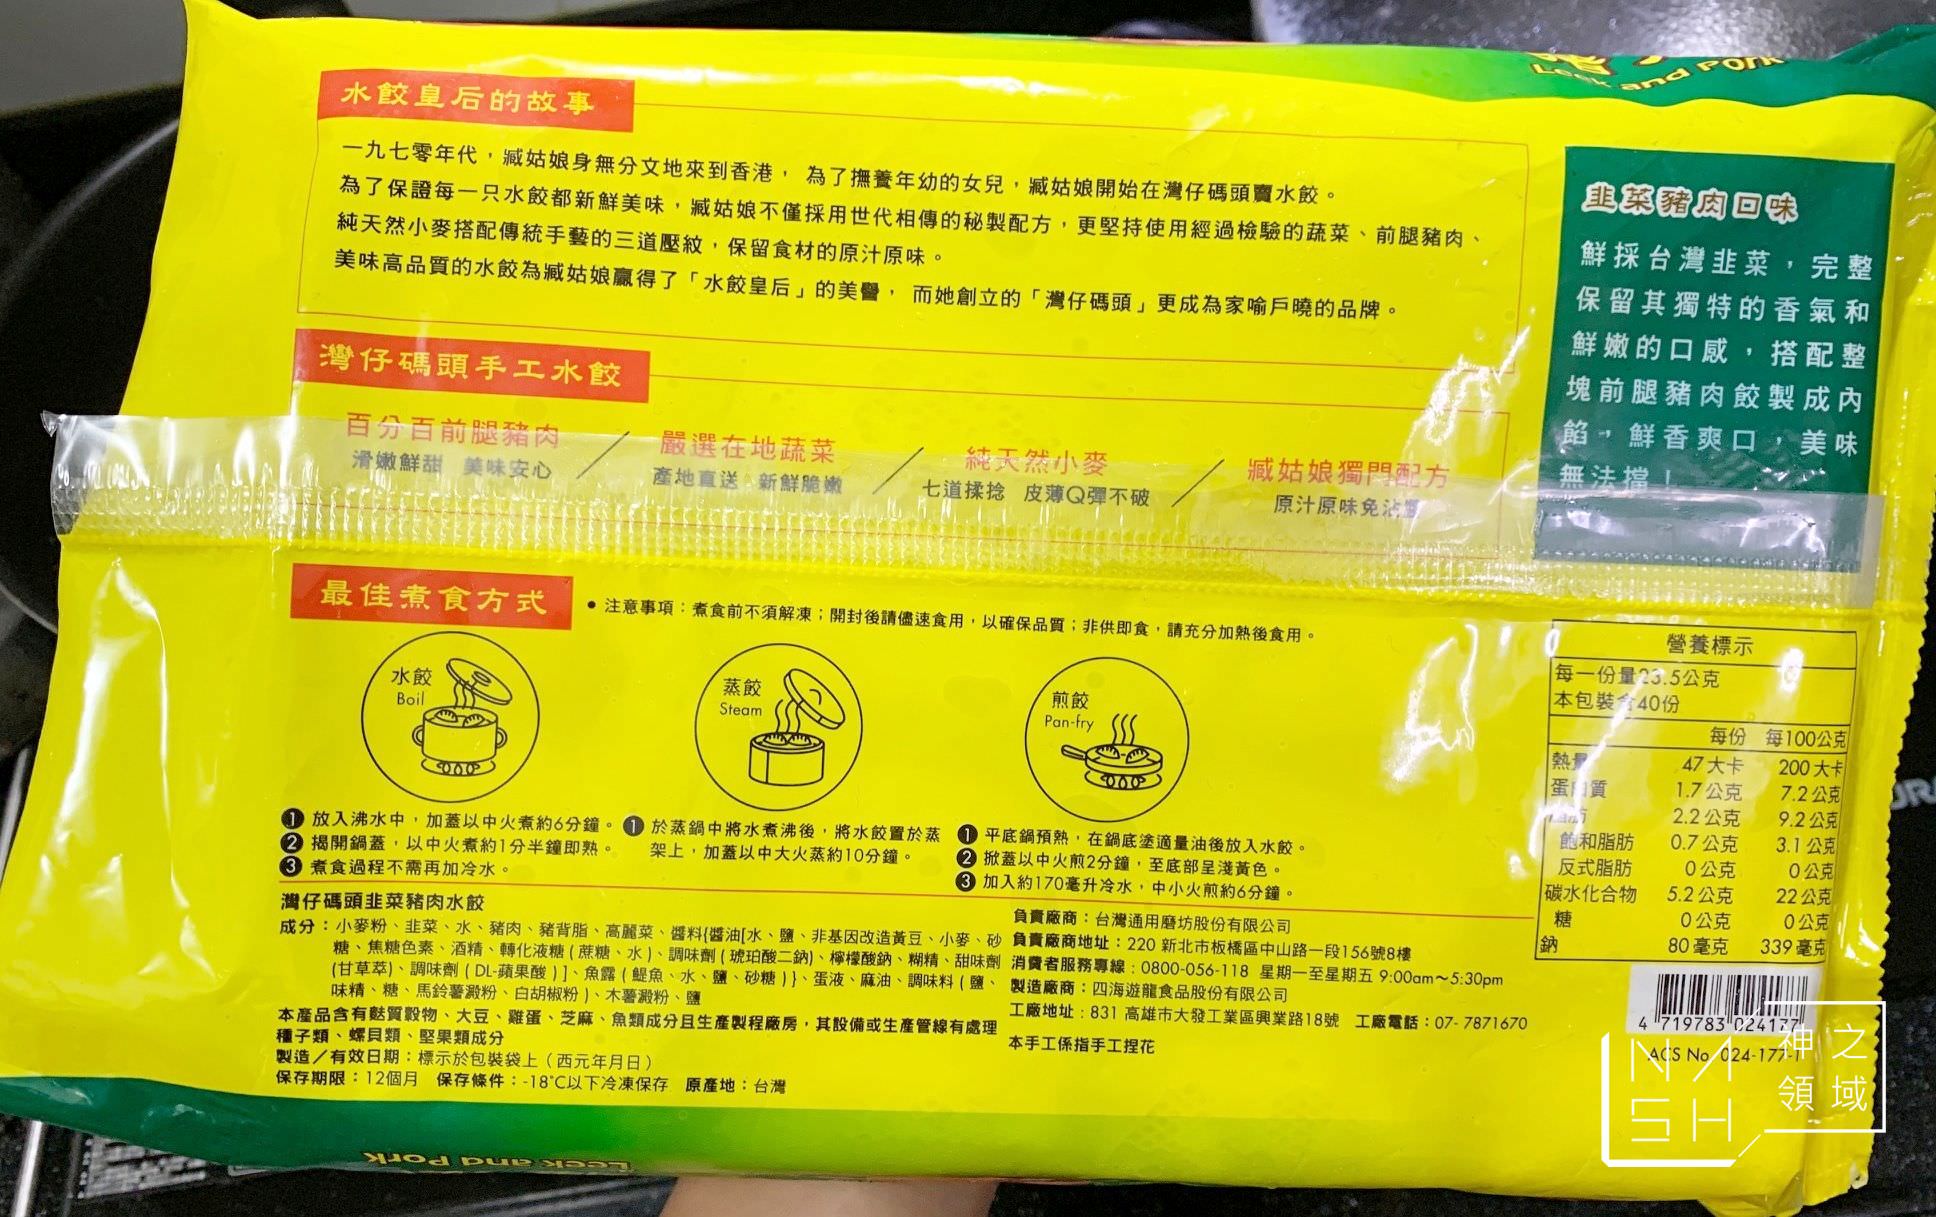 Leek and Pork
水餃皇后的故事
一九七零年代，臧姑娘身無分文地來到香港， 為了撫養年幼的女兒，臧姑娘開始在灣仔碼頭賣水餃。
為了保證每一只水餃都新鮮美味，臧姑娘不僅採用世代相傳的秘製配方，更堅持使用經過檢驗的蔬菜、前腿豬肉、
純天然小麥搭配傳統手藝的三道壓紋，保留食材的原汁原味。
美味高品質的水餃為臧姑娘贏得了「水餃皇后」的美譽， 而她創立的「灣仔碼頭」更成為家喻戶曉的品牌。
韭菜豬肉口味
鮮採台灣韭菜，完整
保留其獨特的香氣和
鮮嫩的口感，搭配整
塊前腿豬肉餃製成內
餡，鮮香爽口，美味
無法擋！
灣仔碼頭手工水餃
百分百前腿豬肉
滑嫩鮮甜 美味安心
嚴選在地蔬菜
產地直送 新鮮脆嫩
純天然小麥
七道揉捻 皮薄Q彈不破
臧姑娘獨門配方
原汁原味免沾醬
最佳煮食方式
• 注意事項：煮食前不須解凍；開封後請儘速食用，以確保品質；非供即食，請充分加熱後食用。
水餃
Boil
❶ 放入沸水中，加蓋以中火煮約6分鐘。
❷ 揭開鍋蓋，以中火煮約1分半鐘即熟。
❸ 煮食過程不需再加冷水。
蒸餃
Steam
❶ 於蒸鍋中將水煮沸後，將水餃置於蒸
架上，加蓋以中大火蒸約10分鐘。
煎餃
Pan-fry
❶ 平底鍋預熱，在鍋底塗適量油後放入水餃。
❷ 掀蓋以中火煎2分鐘，至底部呈淺黃色。
❸ 加入約170毫升冷水，中小火煎約6分鐘。
營養標示
每一份量23.5公克
本包裝含40份
每份 每100公克
熱量 47大卡 200大卡
蛋白質 1.7公克 7.2公克
脂肪 2.2公克 9.2公克
飽和脂肪 0.7公克 3.1公克
反式脂肪 0公克 0公克
碳水化合物 5.2公克 22公克
糖 0公克 0公克
鈉 80毫克 339毫克
灣仔碼頭韭菜豬肉水餃
成分：小麥粉、韭菜、水、豬肉、豬背脂、高麗菜、醬料{醬油[水、鹽、非基因改造黃豆、小麥、砂
糖、焦糖色素、酒精、轉化液糖(蔗糖、水)、調味劑(琥珀酸二鈉)、檸檬酸鈉、糊精、甜味劑
(甘草萃)、調味劑(DL-蘋果酸)]、魚露(鯷魚、水、鹽、砂糖)}、蛋液、麻油、調味料(鹽、
味精、糖、馬鈴薯澱粉、白胡椒粉)、木薯澱粉、鹽
本產品含有麩質穀物、大豆、雞蛋、芝麻、魚類成分且生產製程廠房，其設備或生產管線有處理
種子類、螺貝類、堅果類成分
製造／有效日期：標示於包裝袋上（西元年月日）
保存期限：12個月 保存條件：-18°C以下冷凍保存 原產地：台灣
負責廠商：台灣通用磨坊股份有限公司
負責廠商地址：220 新北市板橋區中山路一段156號8樓
消費者服務專線：0800-056-118 星期一至星期五 9:00am～5:30pm
製造廠商：四海遊龍食品股份有限公司
工廠地址：831 高雄市大發工業區興業路18號 工廠電話：07- 7871670
本手工係指手工捏花
4 719783 024177
ACS No. 024-177-1
NASH
神之
領域
Leek and Pork